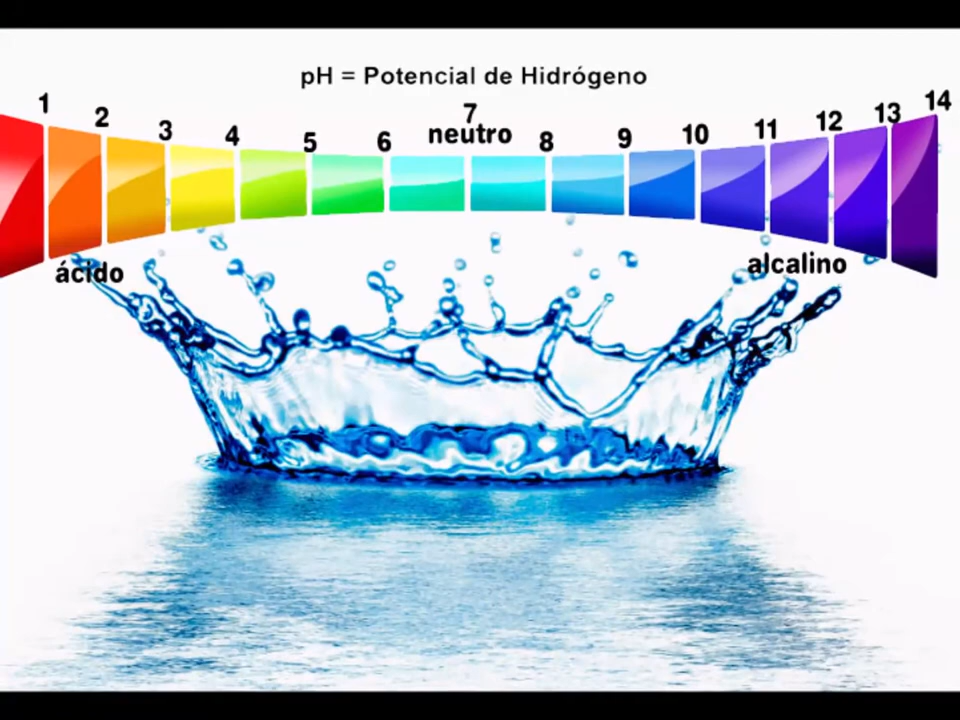 pH = Potencial de Hidrógeno
1 2 3 4 5 6 7 8 9 10 11 12 13 14
neutro
ácido
alcalino